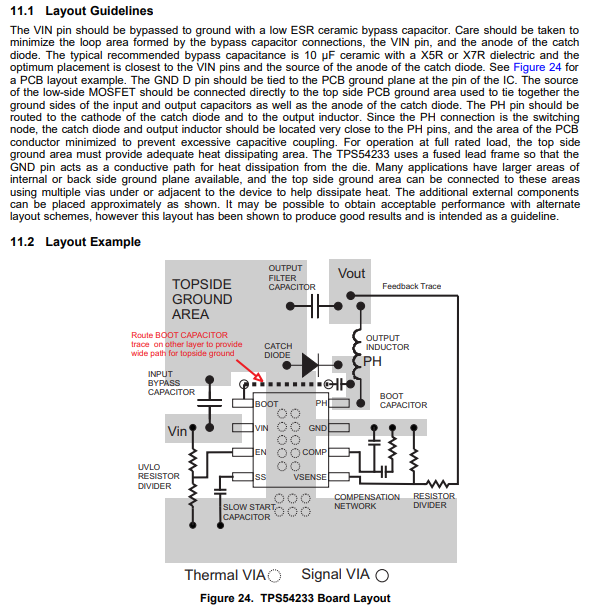 11.1 Layout Guidelines
The VIN pin should be bypassed to ground with a low ESR ceramic bypass capacitor. Care should be taken to
minimize the loop area formed by the bypass capacitor connections, the VIN pin, and the anode of the catch
diode. The typical recommended bypass capacitance is 10 μF ceramic with a X5R or X7R dielectric and the
optimum placement is closest to the VIN pins and the source of the anode of the catch diode. See Figure 24 for
a PCB layout example. The GND D pin should be tied to the PCB ground plane at the pin of the IC. The source
of the low-side MOSFET should be connected directly to the top side PCB ground area used to tie together the
ground sides of the input and output capacitors as well as the anode of the catch diode. The PH pin should be
routed to the cathode of the catch diode and to the output inductor. Since the PH connection is the switching
node, the catch diode and output inductor should be located very close to the PH pins, and the area of the PCB
conductor minimized to prevent excessive capacitive coupling. For operation at full rated load, the top side
ground area must provide adequate heat dissipating area. The TPS54233 uses a fused lead frame so that the
GND pin acts as a conductive path for heat dissipation from the die. Many applications have larger areas of
internal or back side ground plane available, and the top side ground area can be connected to these areas
using multiple vias under or adjacent to the device to help dissipate heat. The additional external components
can be placed approximately as shown. It may be possible to obtain acceptable performance with alternate
layout schemes, however this layout has been shown to produce good results and is intended as a guideline.
11.2 Layout Example
TOPSIDE
GROUND
AREA
OUTPUT
FILTER
CAPACITOR
Vout
Feedback Trace
Route BOOT CAPACITOR
trace on other layer to provide
wide path for topside ground
CATCH
DIODE
OUTPUT
INDUCTOR
PH
INPUT
BYPASS
CAPACITOR
BOOT
CAPACITOR
BOOT
PH
Vin
VIN
GND
EN
COMP
UVLO
RESISTOR
DIVIDER
SS
VSENSE
SLOW START
CAPACITOR
COMPENSATION
NETWORK
RESISTOR
DIVIDER
Thermal VIA
Signal VIA
Figure 24. TPS54233 Board Layout